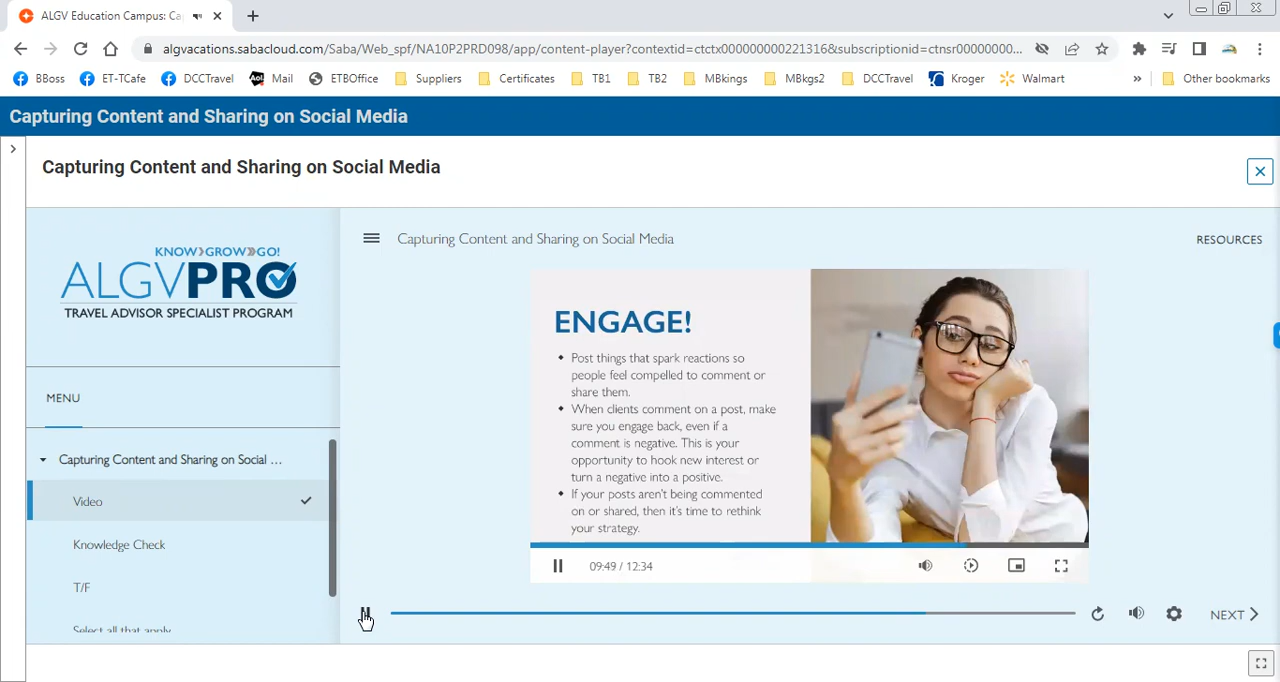 ALGV Education Campus: Ca
algvacations.sabacloud.com/Saba/Web_spf/NA10P2PRD098/app/content-player?contextid=ctctx000000000221316&subscriptionid=ctnsr00000000...
BBoss ET-TCafe DCCTravel Aol. Mail ETBOffice Suppliers Certificates TB1 TB2 MBkings MBkgs2 DCCTravel Kroger Walmart » Other bookmarks
Capturing Content and Sharing on Social Media
Capturing Content and Sharing on Social Media
KNOW GROW GO!
ALGVPRO
TRAVEL ADVISOR SPECIALIST PROGRAM
MENU
Capturing Content and Sharing on Social ...
Video
Knowledge Check
T/F
Select all that apply
Capturing Content and Sharing on Social Media
RESOURCES
ENGAGE!
• Post things that spark reactions so
people feel compelled to comment or
share them.
• When clients comment on a post, make
sure you engage back, even if a
comment is negative. This is your
opportunity to hook new interest or
turn a negative into a positive.
• If your posts aren't being commented
on or shared, then it's time to rethink
your strategy.
09:49 / 12:34
NEXT